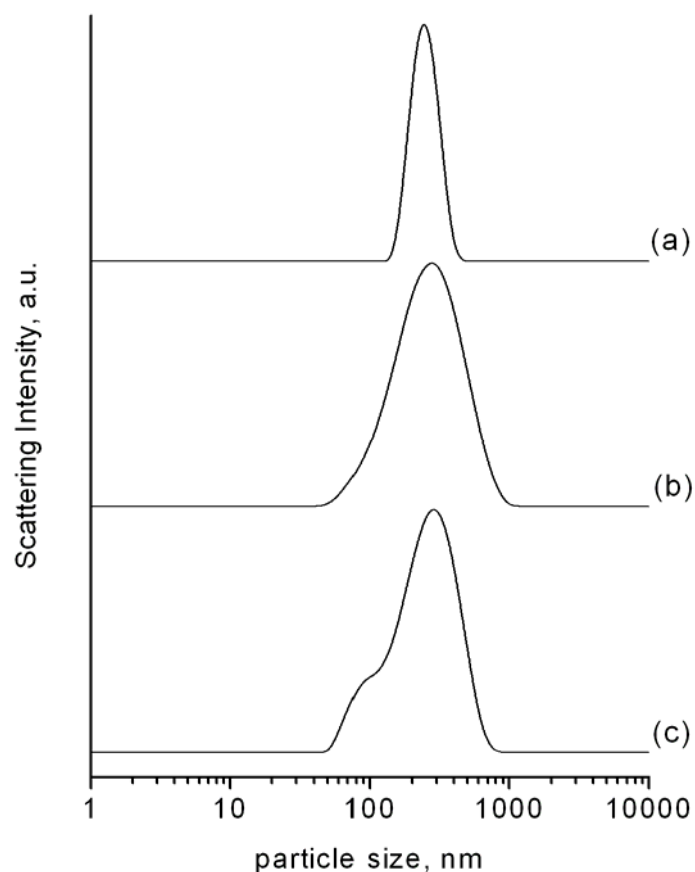 (a)
(b)
(c)
Scattering Intensity, a.u.
1 10 100 1000 10000
particle size, nm